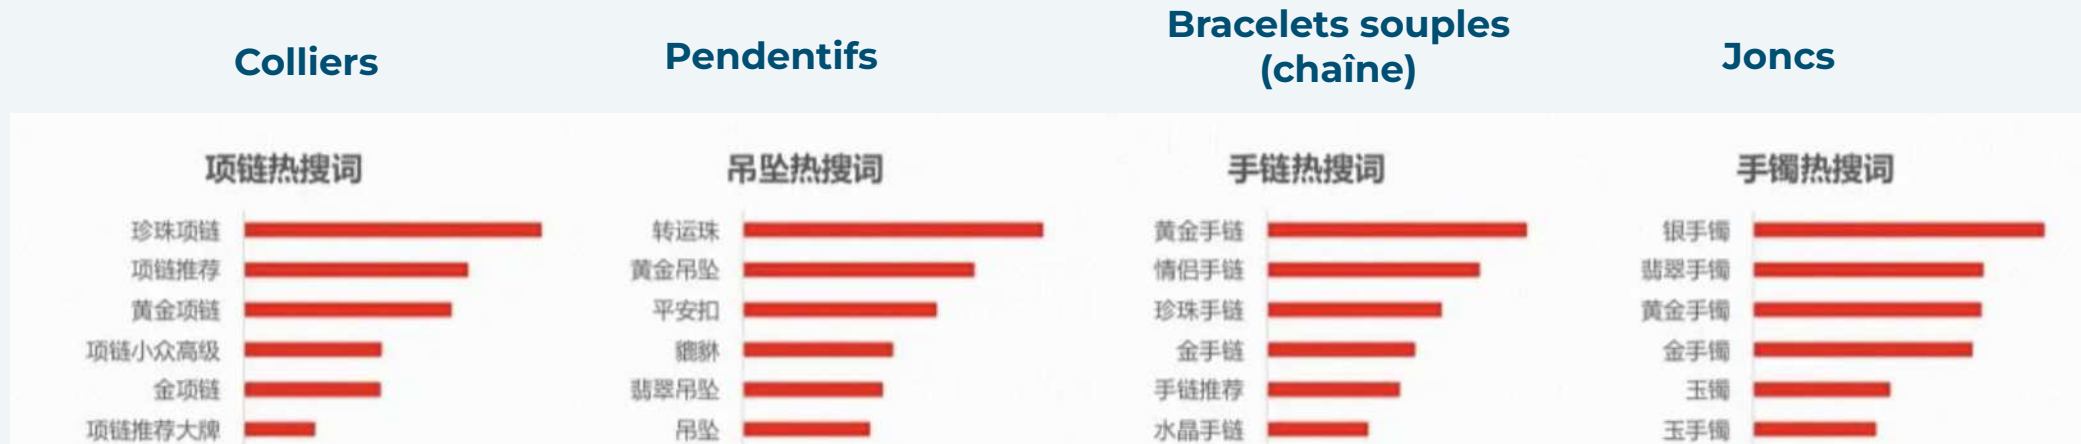 Colliers
Pendentifs
Bracelets souples
(chaîne)
Joncs
项链热搜词
珍珠项链
项链推荐
黄金项链
项链小众高级
金项链
项链推荐大牌
吊坠热搜词
转运珠
黄金吊坠
平安扣
貔貅
翡翠吊坠
吊坠
手链热搜词
黄金手链
情侣手链
珍珠手链
金手链
手链推荐
水晶手链
手镯热搜词
银手镯
翡翠手镯
黄金手镯
金手镯
玉镯
玉手镯